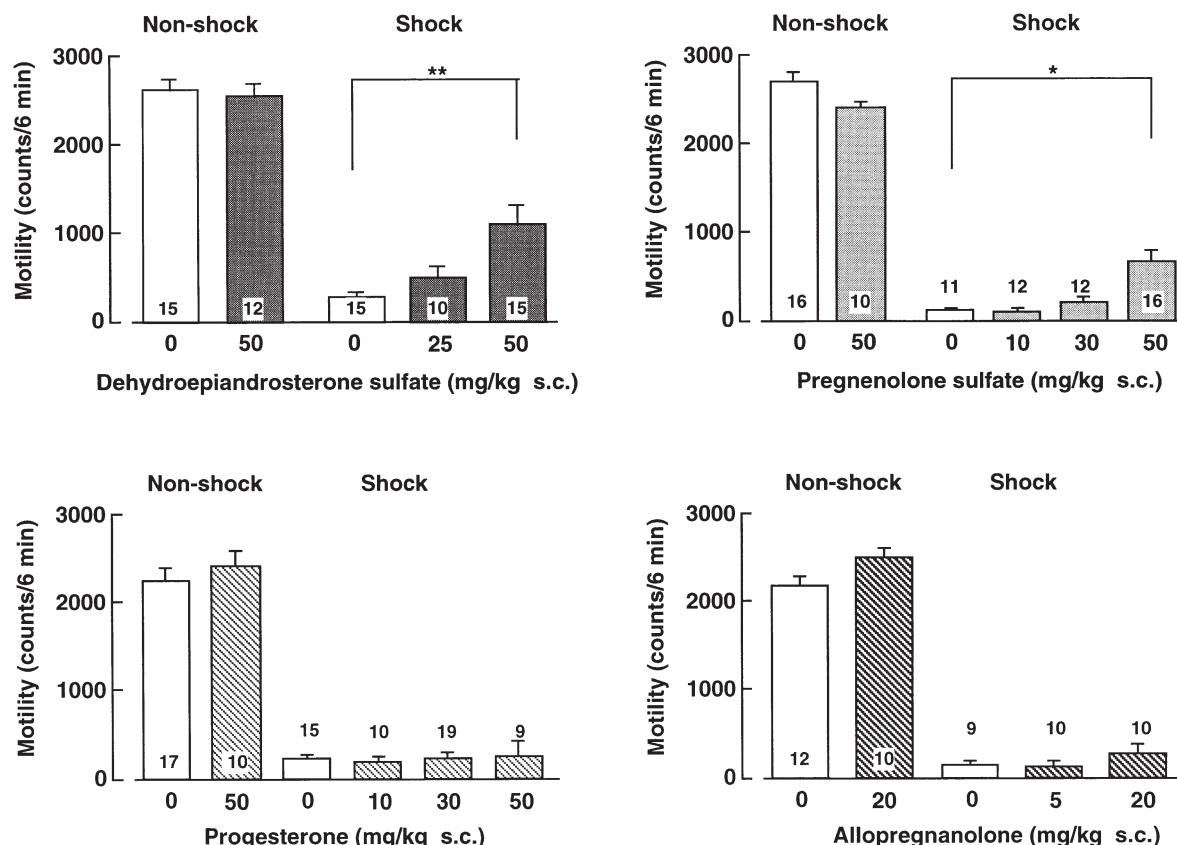 Non-shock Shock
**
Motility (counts/6 min)
3000
2000
1000
0
15 12 15 10 15
0 50 0 25 50
Dehydroepiandrosterone sulfate (mg/kg s.c.)
Non-shock Shock
*
Motility (counts/6 min)
3000
2000
1000
0
16 10 11 12 12 16
0 50 0 10 30 50
Pregnenolone sulfate (mg/kg s.c.)
Non-shock Shock
Motility (counts/6 min)
3000
2000
1000
0
17 10 15 10 19 9
0 50 0 10 30 50
Progesterone (mg/kg s.c.)
Non-shock Shock
Motility (counts/6 min)
3000
2000
1000
0
12 10 9 10 10
0 20 0 5 20
Allopregnanolone (mg/kg s.c.)